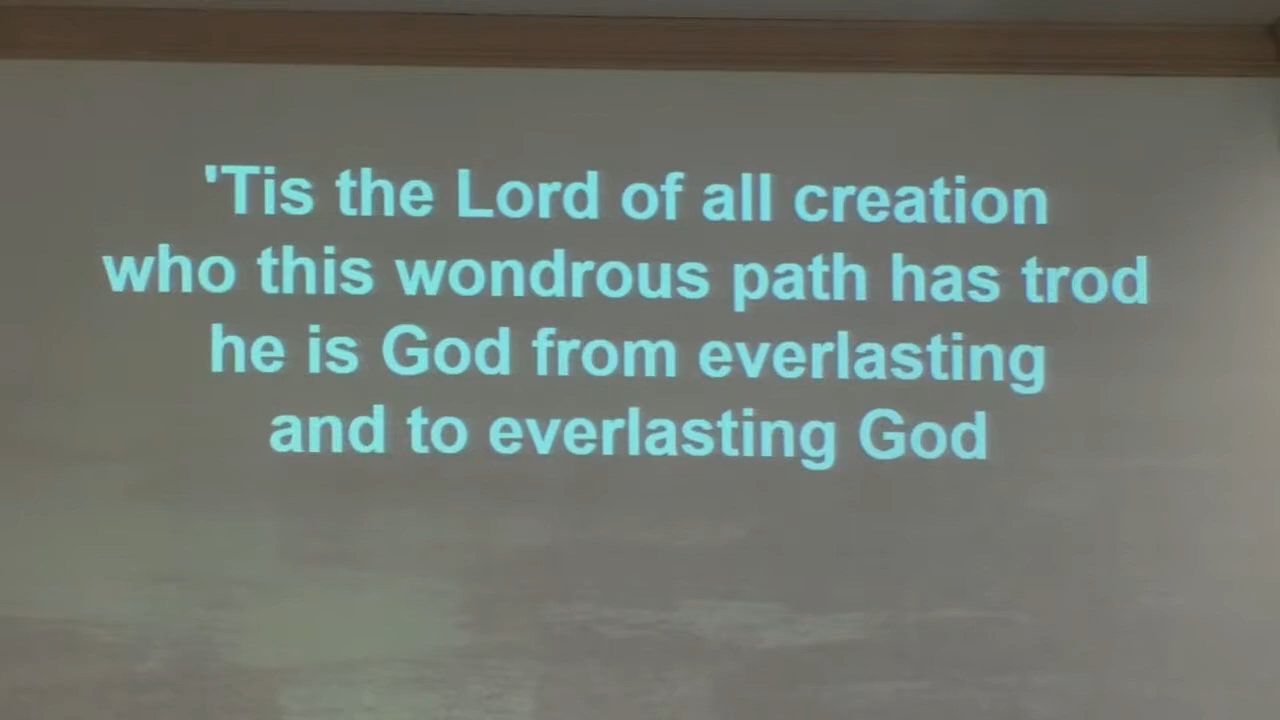 'Tis the Lord of all creation
who this wondrous path has trod
he is God from everlasting
and to everlasting God